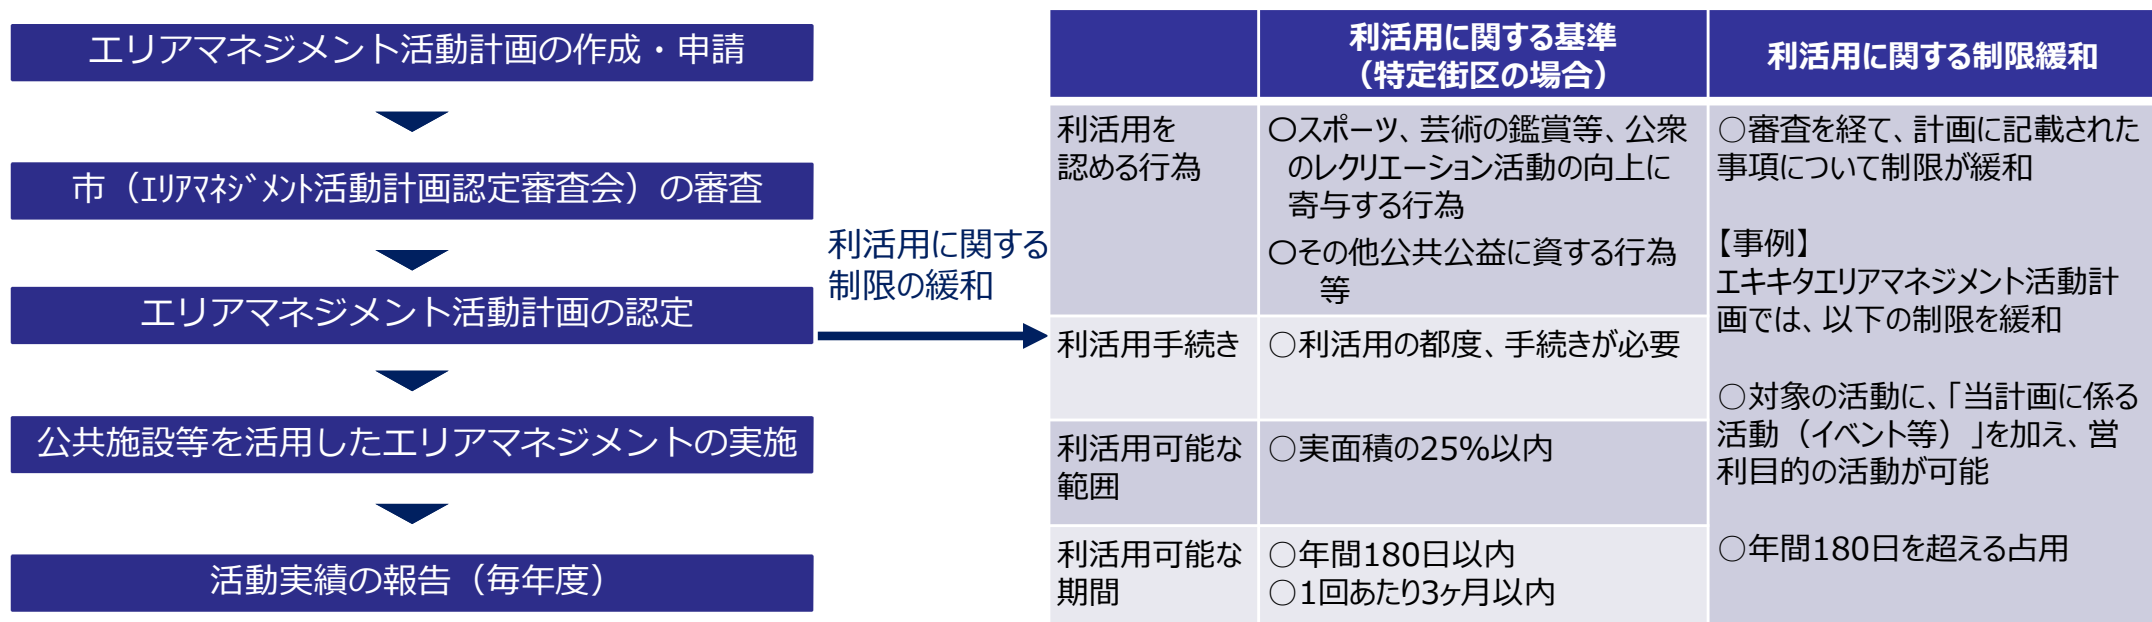 エリアマネジメント活動計画の作成・申請
市（ｴﾘｱﾏﾈｼﾞﾒﾝﾄ活動計画認定審査会）の審査
エリアマネジメント活動計画の認定
公共施設等を活用したエリアマネジメントの実施
活動実績の報告（毎年度）
利活用に関する
制限の緩和
利活用に関する基準
（特定街区の場合）
利活用に関する制限緩和
利活用を
認める行為
〇スポーツ、芸術の鑑賞等、公衆
のレクリエーション活動の向上に
寄与する行為
〇その他公共公益に資する行為
等
利活用手続き
○利活用の都度、手続きが必要
利活用可能な
範囲
○実面積の25%以内
利活用可能な
期間
○年間180日以内
○1回あたり3ヶ月以内
○審査を経て、計画に記載された
事項について制限が緩和
【事例】
エキキタエリアマネジメント活動計
画では、以下の制限を緩和
○対象の活動に、「当計画に係る
活動（イベント等）」を加え、営
利目的の活動が可能
○年間180日を超える占用